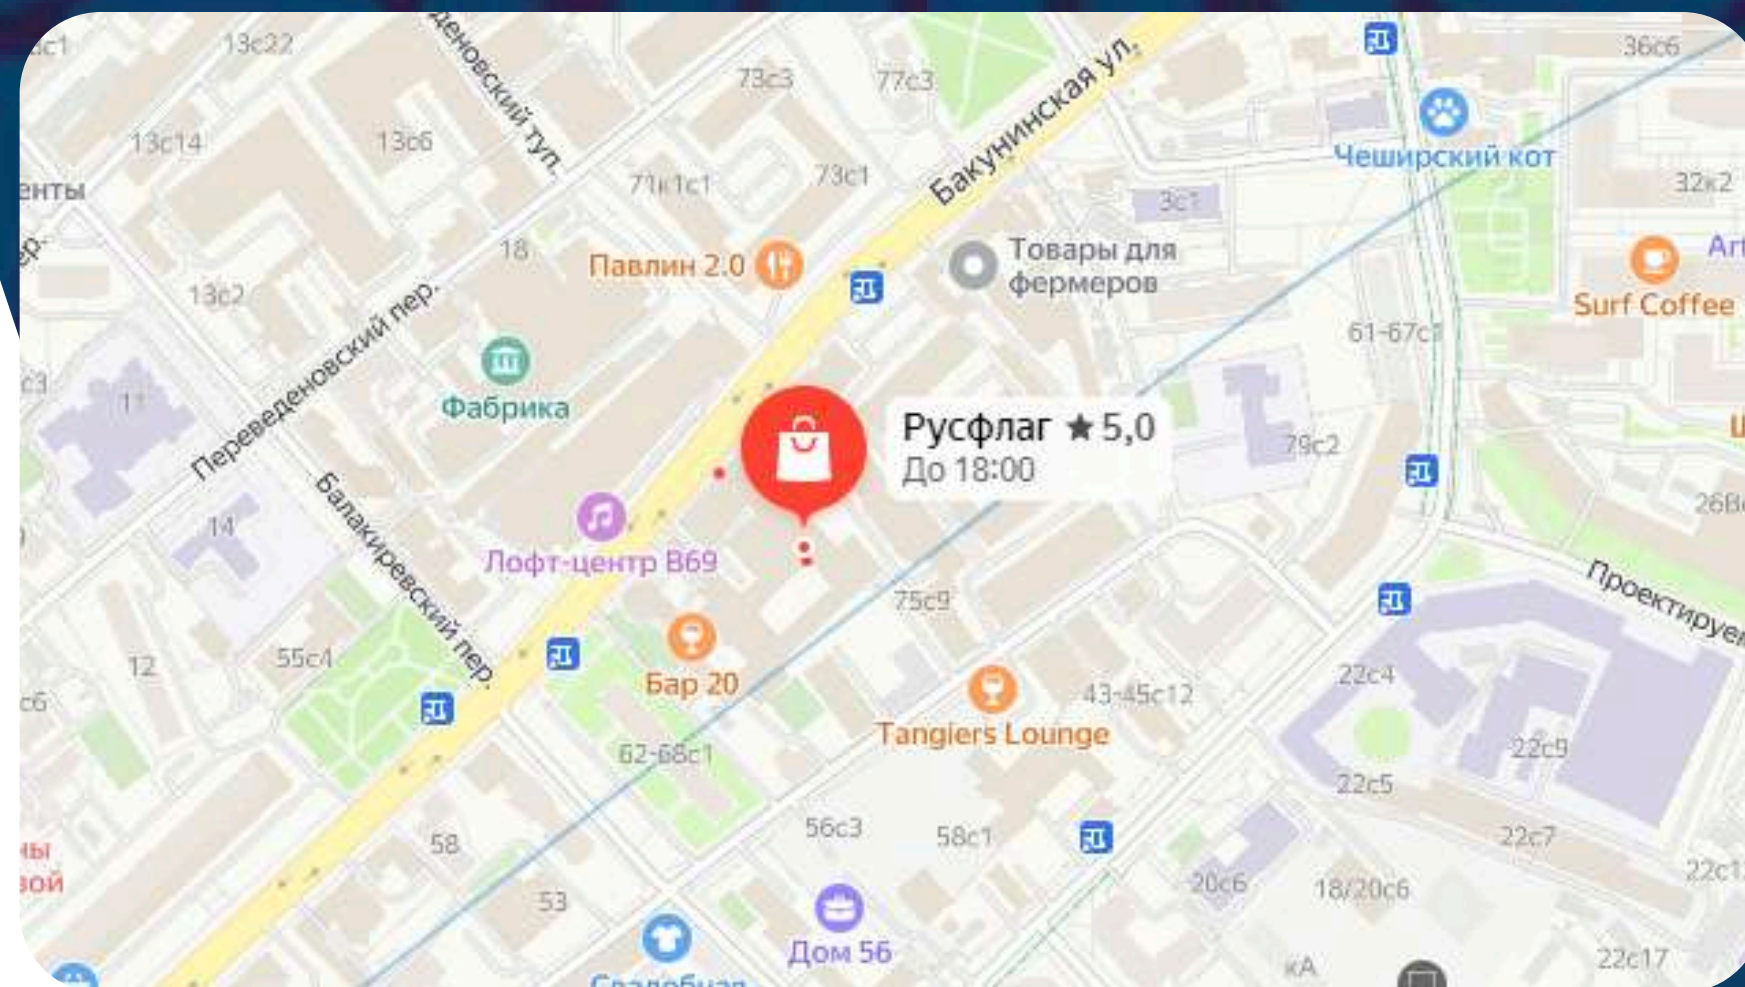 13с22
36с6
73с3
77с3
Бакунинская ул.
13с14
13с6
Чеширский кот
71к1с1
73с1
32к2
3с1
18
Павлин 2.0
Товары для
фермеров
13с2
Surf Coffee
Переведеновский пер.
61-67с1
Фабрика
11
Русфлаг ★ 5,0
До 18:00
79с2
14
Балакиревский пер.
Лофт-центр В69
75с9
12
55с4
Бар 20
22с4
43-45с12
Tangiers Lounge
62-68с1
22с9
22с5
56с3
58с1
58
22с7
20с6
18/20с6
53
Дом 56
22с17
кА